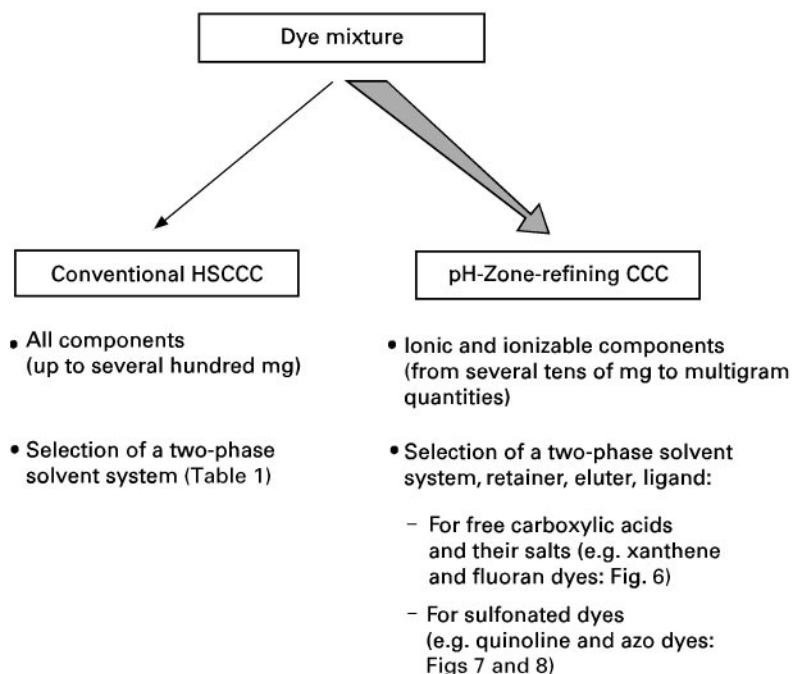 Dye mixture
Conventional HSCCC
• All components
(up to several hundred mg)
• Selection of a two-phase
solvent system (Table 1)
pH-Zone-refining CCC
• Ionic and ionizable components
(from several tens of mg to multigram
quantities)
• Selection of a two-phase solvent
system, retainer, eluter, ligand:
– For free carboxylic acids
and their salts (e.g. xanthene
and fluoran dyes: Fig. 6)
– For sulfonated dyes
(e.g. quinoline and azo dyes:
Figs 7 and 8)